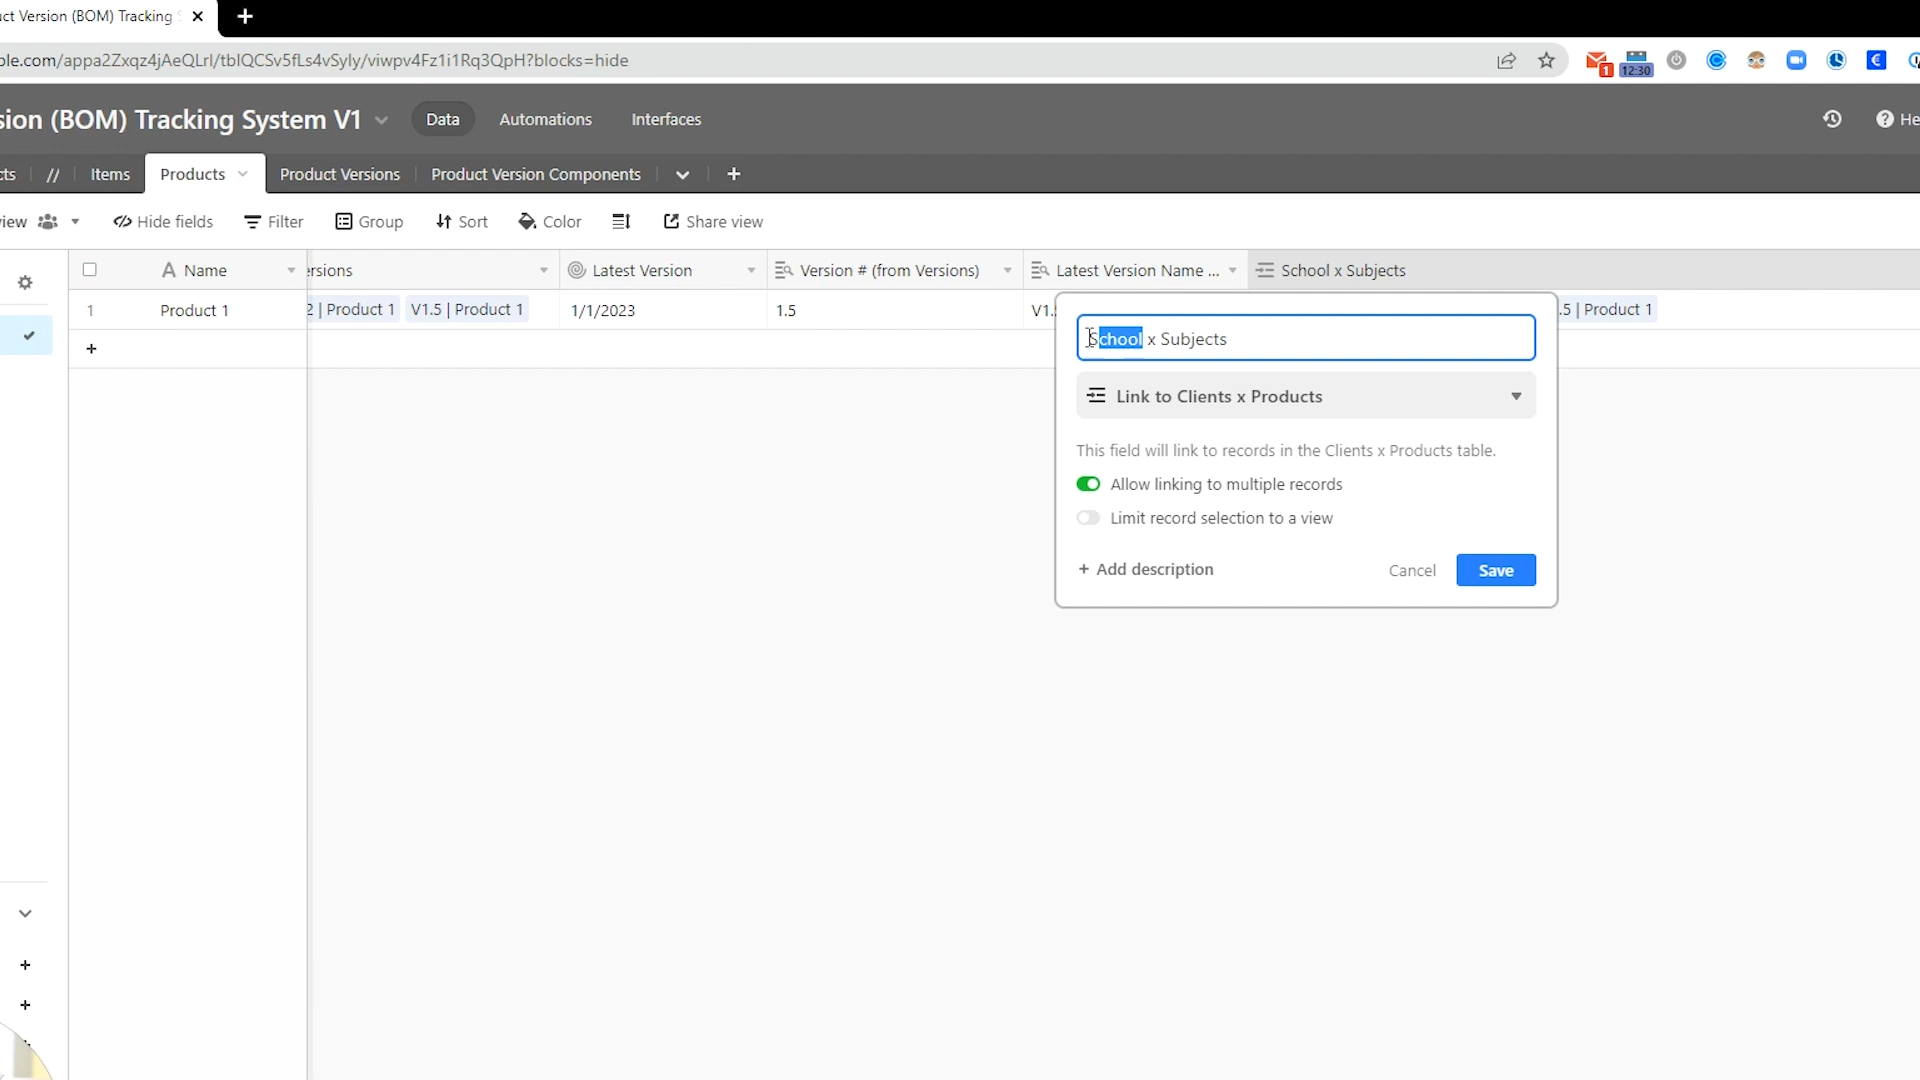 ct Version (BOM) Tracking
ble.com/appa2Zxqz4jAeQLrI/tblQCSv5fLs4vSyly/viwpv4Fz1i1Rq3QpH?blocks=hide
1
12:30
sion (BOM) Tracking System V1
Data
Automations
Interfaces
He
cts
//
Items
Products
Product Versions
Product Version Components
view
Hide fields
Filter
Group
Sort
Color
Share view
Name
ersions
Latest Version
Version # (from Versions)
Latest Version Name ...
School x Subjects
1
Product 1
2 | Product 1
V1.5 | Product 1
1/1/2023
1.5
V1.
.5 | Product 1
School x Subjects
Link to Clients x Products
This field will link to records in the Clients x Products table.
Allow linking to multiple records
Limit record selection to a view
+ Add description
Cancel
Save